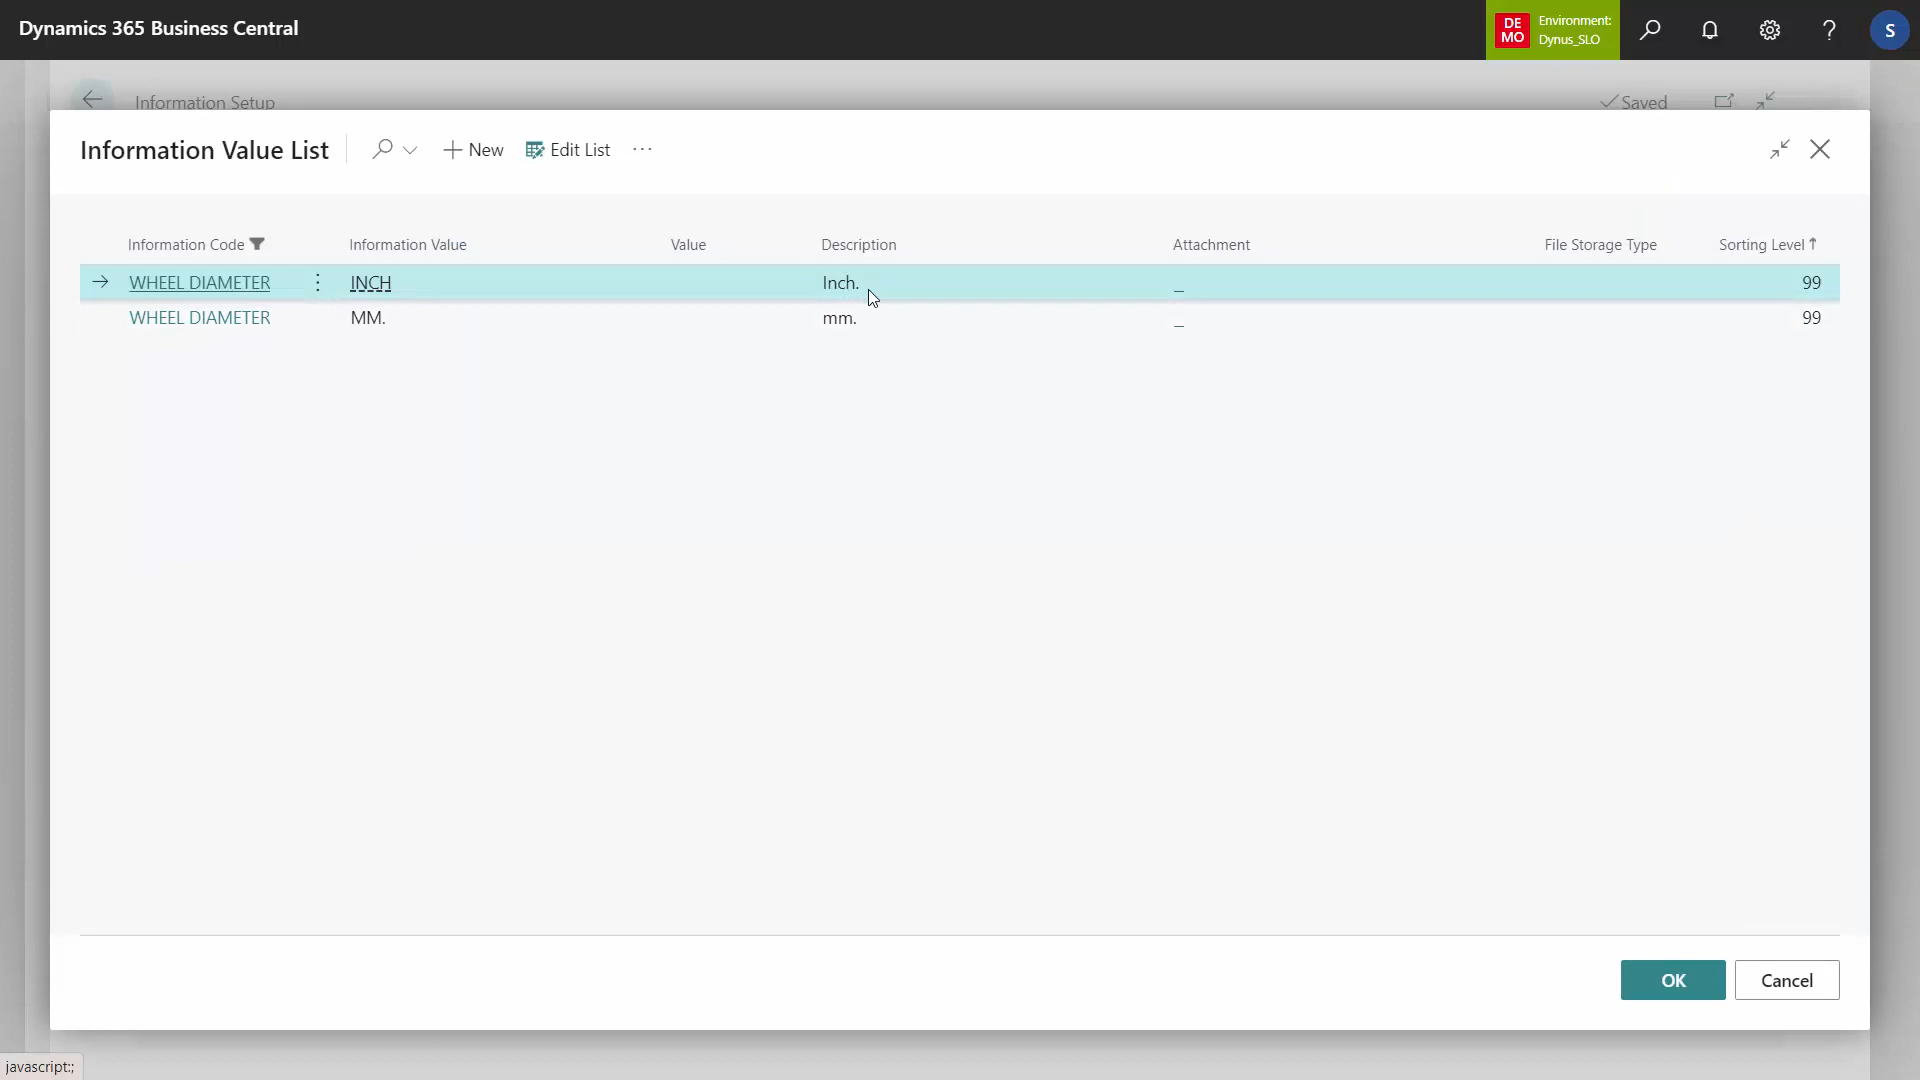 Dynamics 365 Business Central
DE
MO
Environment:
Dynus_SLO
?
S
Information Setup
Saved
Information Value List
New
Edit List
Information Code
Information Value
Value
Description
Attachment
File Storage Type
Sorting Level
WHEEL DIAMETER
INCH
Inch.
_
99
WHEEL DIAMETER
MM.
mm.
_
99
OK
Cancel
javascript:;